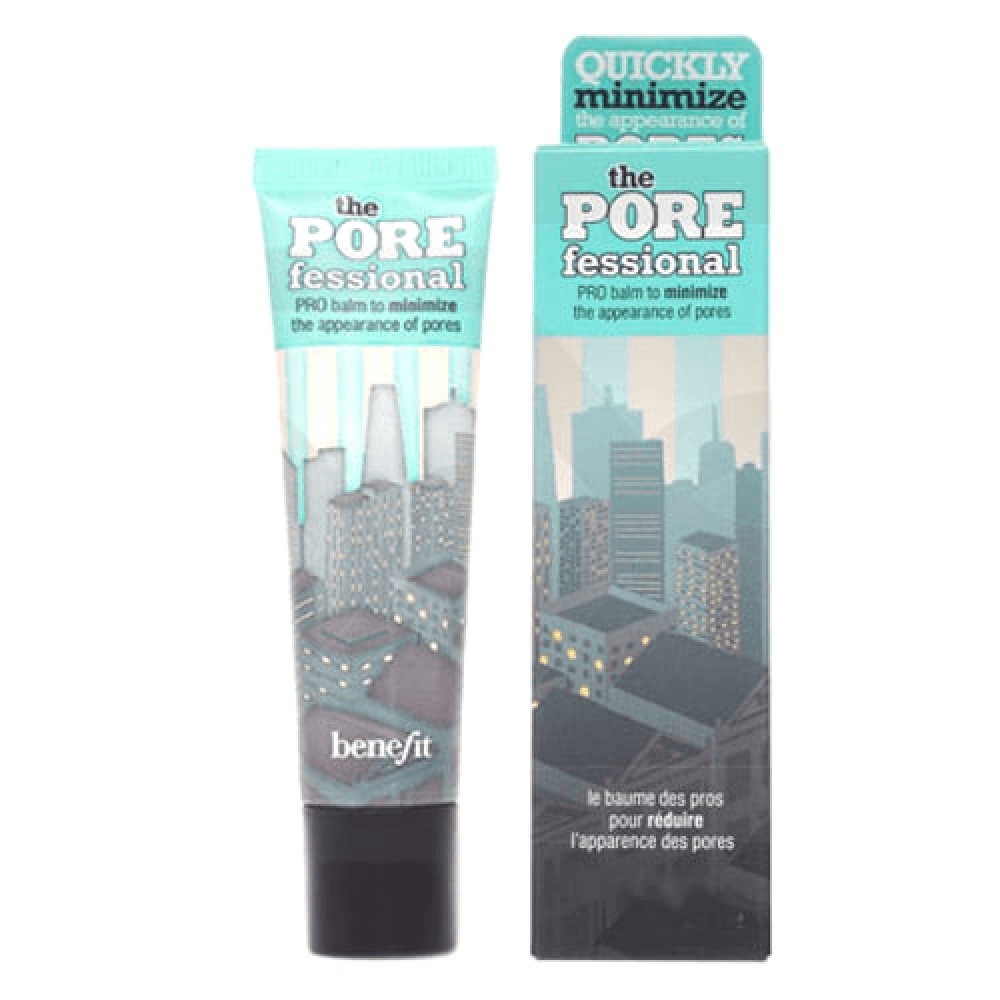 the
PORE
fessional
PRO balm to minimize
the appearance of pores
benefit
QUICKLY
minimize
the appearance of
PORES
the
PORE
fessional
PRO balm to minimize
the appearance of pores
le baume des pros
pour réduire
l'apparence des pores